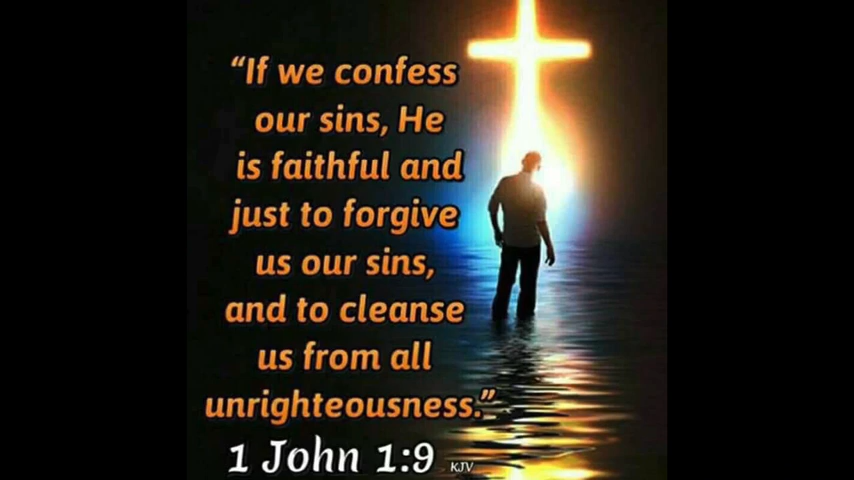 “If we confess
our sins, He
is faithful and
just to forgive
us our sins,
and to cleanse
us from all
unrighteousness.”
1 John 1:9 KJV